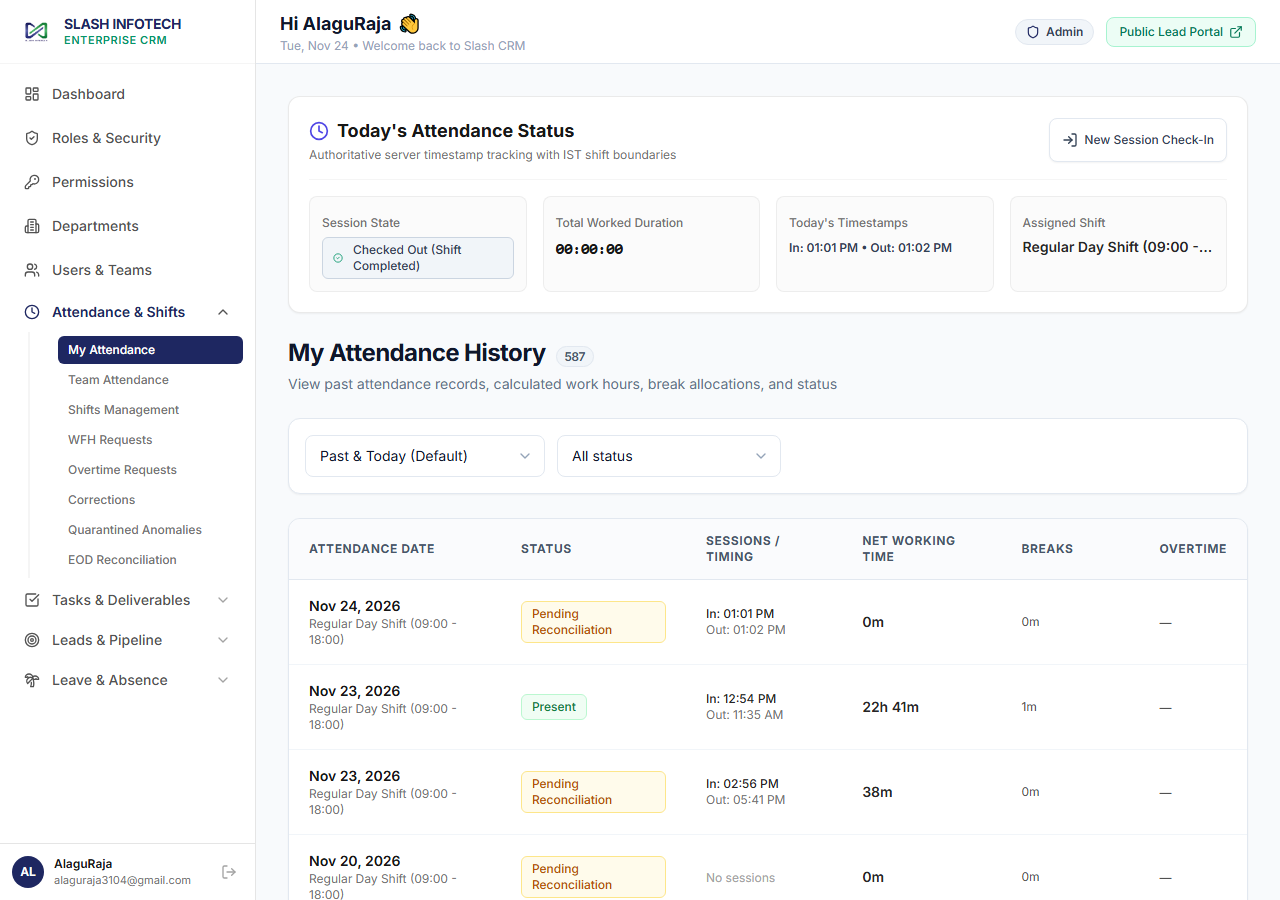 SLASH INFOTECH
ENTERPRISE CRM
Dashboard
Roles & Security
Permissions
Departments
Users & Teams
Attendance & Shifts
My Attendance
Team Attendance
Shifts Management
WFH Requests
Overtime Requests
Corrections
Quarantined Anomalies
EOD Reconciliation
Tasks & Deliverables
Leads & Pipeline
Leave & Absence
AL
AlaguRaja
alaguraja3104@gmail.com
Hi AlaguRaja 👋
Tue, Nov 24 • Welcome back to Slash CRM
Admin
Public Lead Portal
Today's Attendance Status
Authoritative server timestamp tracking with IST shift boundaries
New Session Check-In
Session State
Checked Out (Shift
Completed)
Total Worked Duration
00:00:00
Today's Timestamps
In: 01:01 PM • Out: 01:02 PM
Assigned Shift
Regular Day Shift (09:00 -...
My Attendance History 587
View past attendance records, calculated work hours, break allocations, and status
Past & Today (Default)
All status
ATTENDANCE DATE
STATUS
SESSIONS /
TIMING
NET WORKING
TIME
BREAKS
OVERTIME
Nov 24, 2026
Regular Day Shift (09:00 -
18:00)
Pending
Reconciliation
In: 01:01 PM
Out: 01:02 PM
0m
0m
—
Nov 23, 2026
Regular Day Shift (09:00 -
18:00)
Present
In: 12:54 PM
Out: 11:35 AM
22h 41m
1m
—
Nov 23, 2026
Regular Day Shift (09:00 -
18:00)
Pending
Reconciliation
In: 02:56 PM
Out: 05:41 PM
38m
0m
—
Nov 20, 2026
Regular Day Shift (09:00 -
18:00)
Pending
Reconciliation
No sessions
0m
0m
—